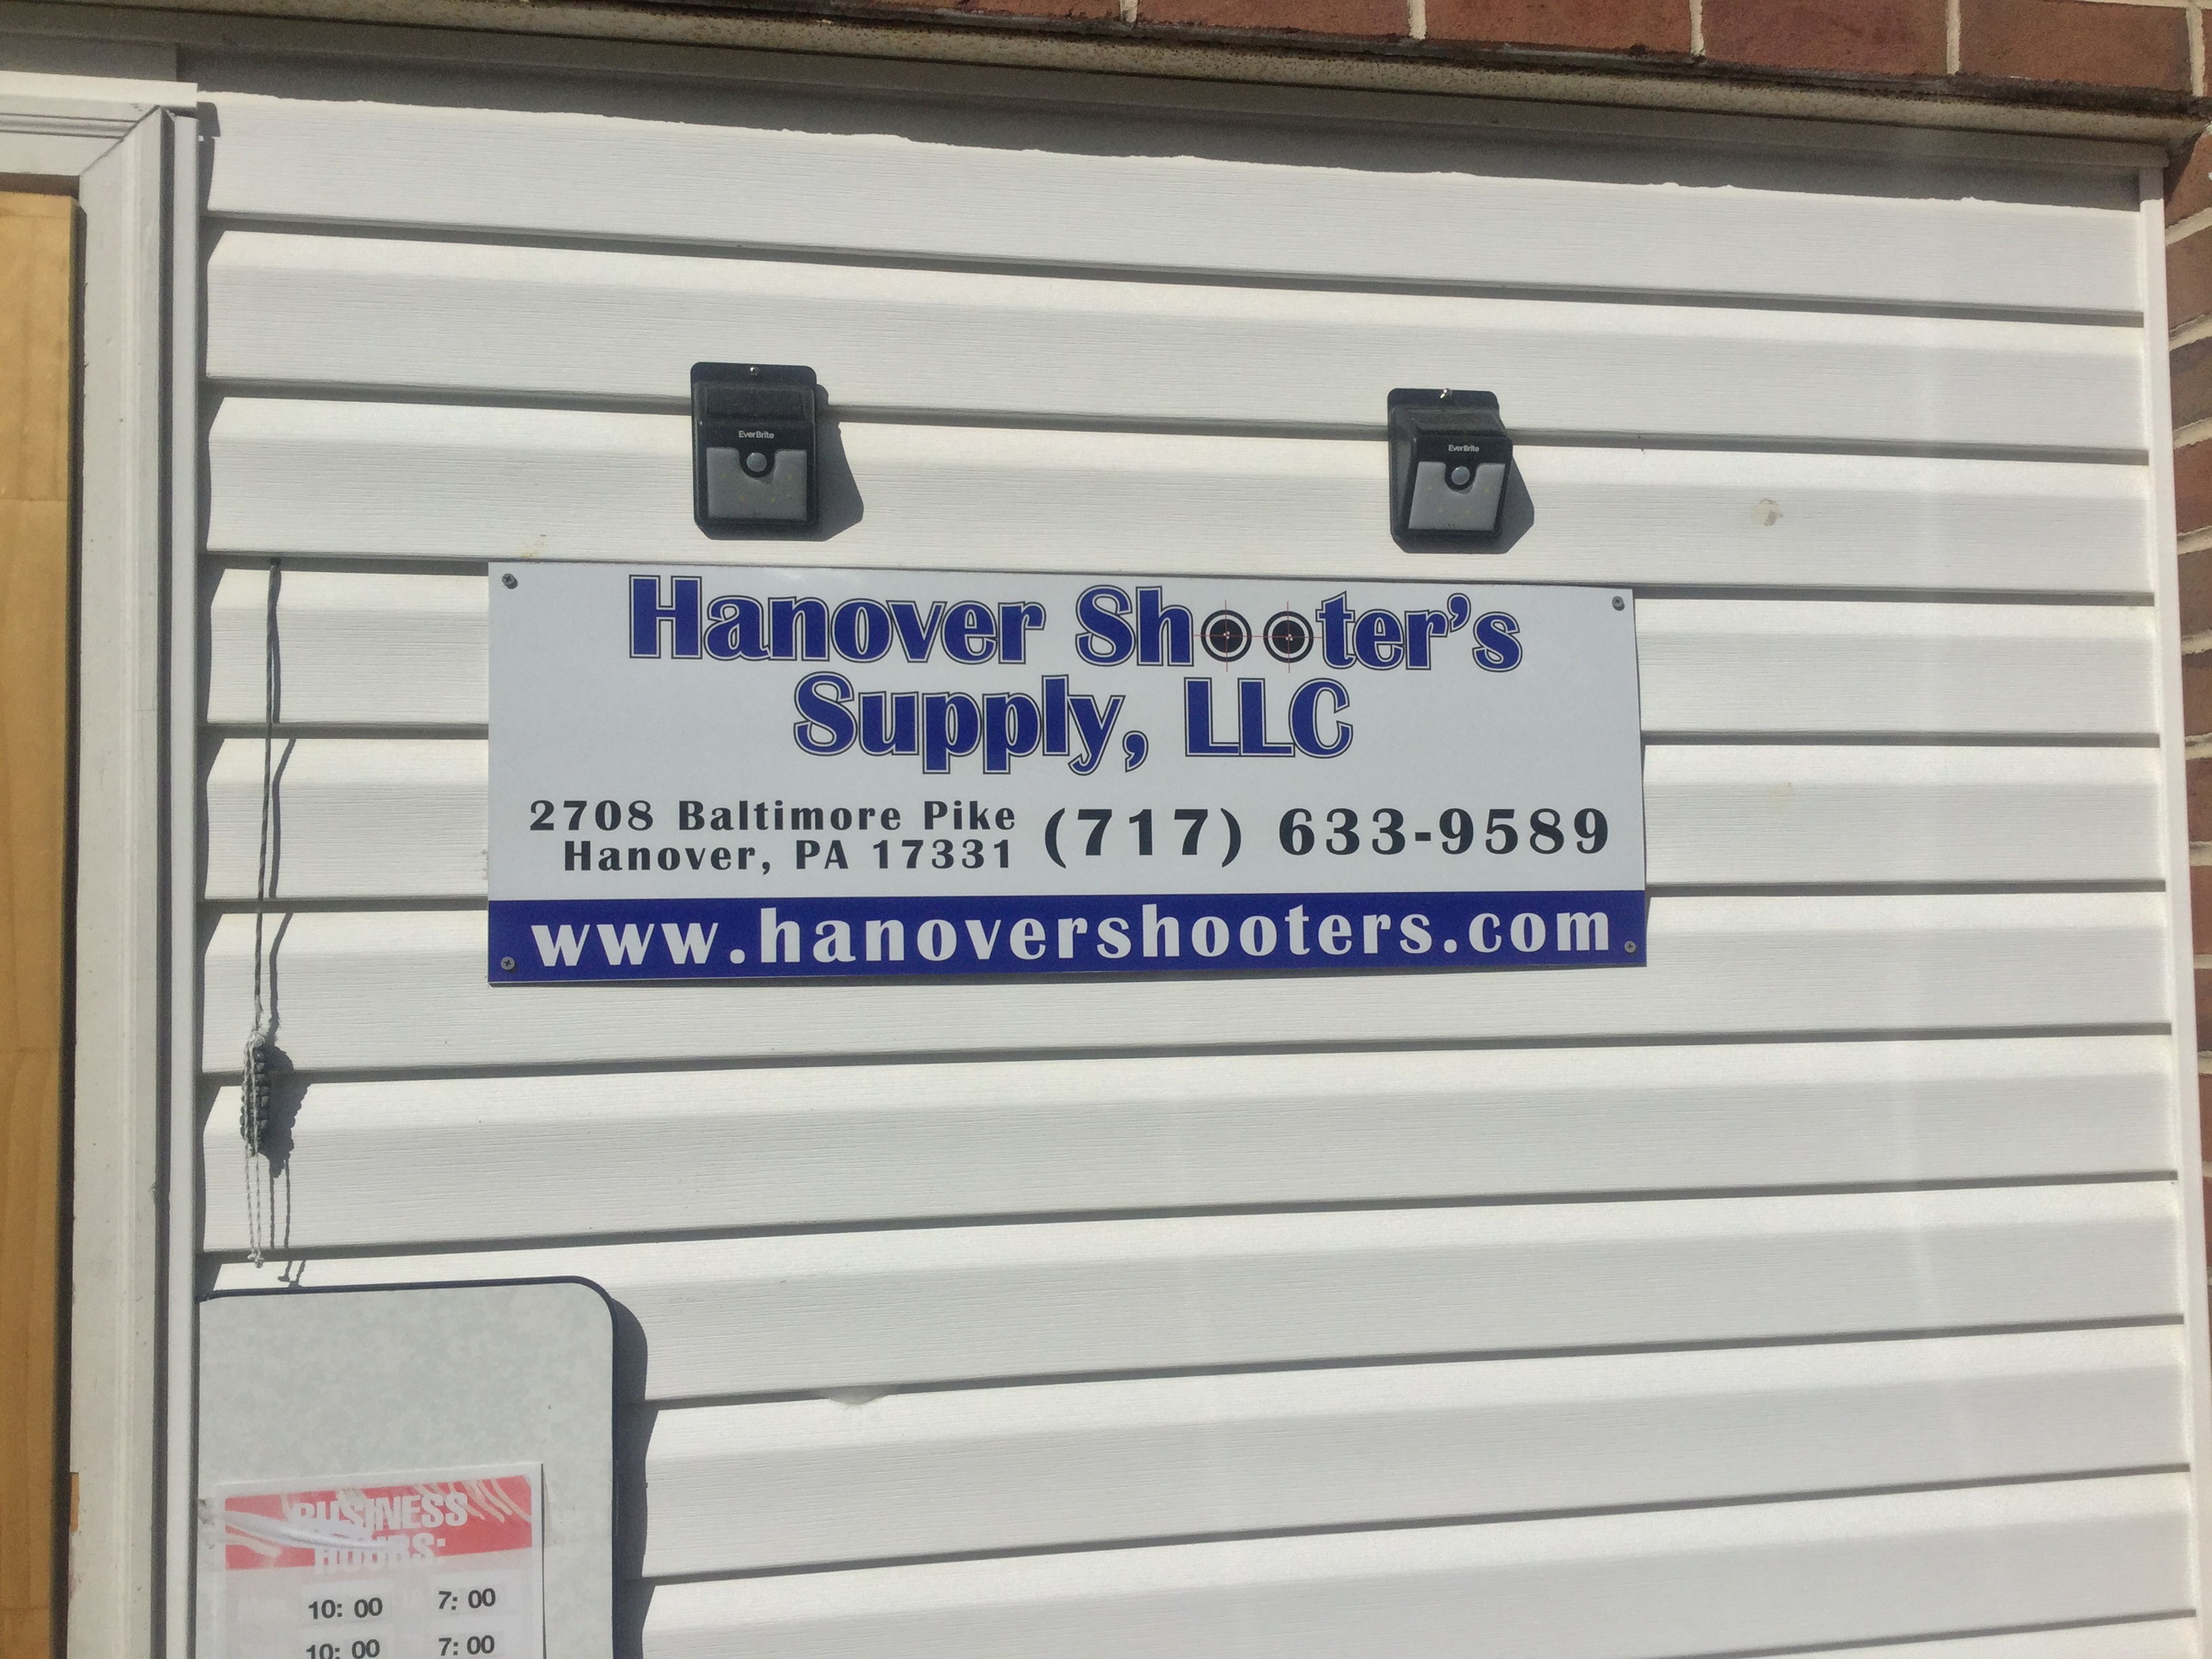 EverBrite
EverBrite
Hanover Shooter's
Supply, LLC
2708 Baltimore Pike
Hanover, PA 17331
(717) 633-9589
www.hanovershooters.com
BUSINESS
HOURS:
10: 00 7: 00
10: 00 7: 00